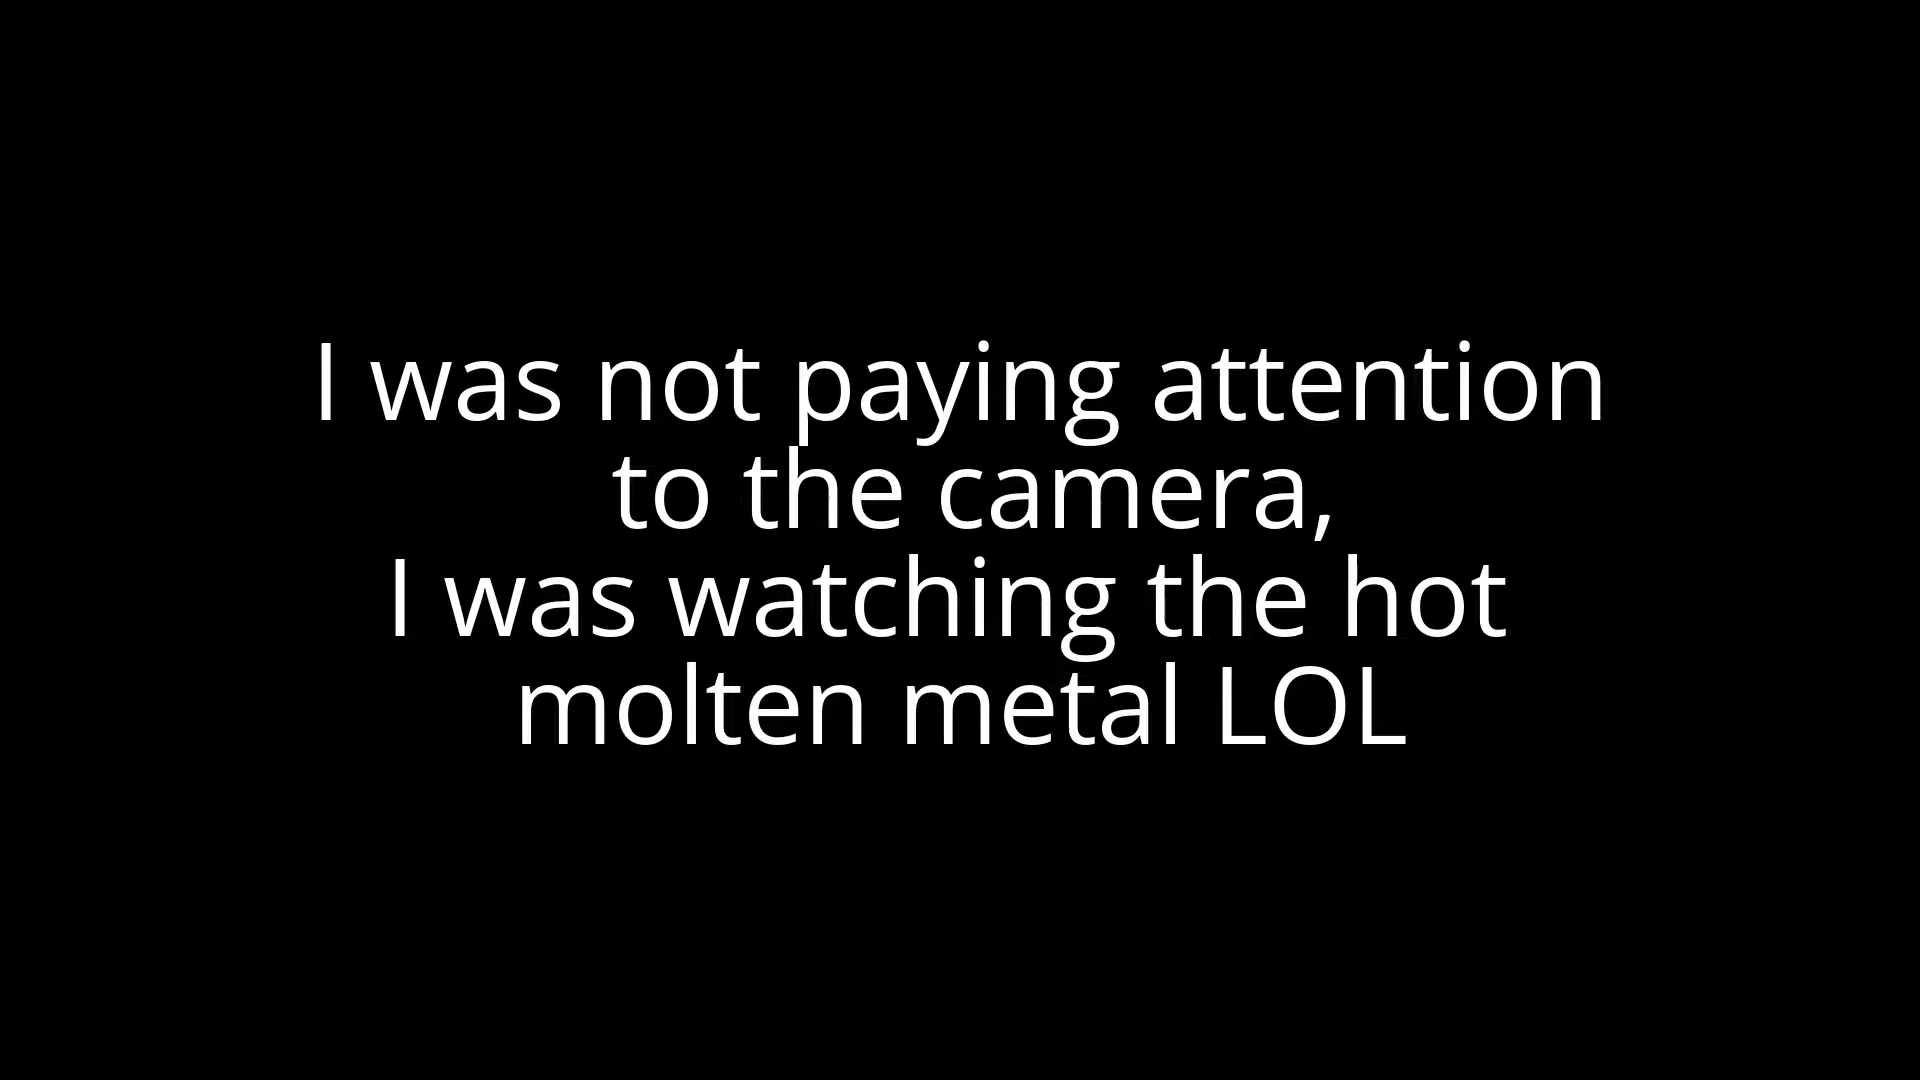 I was not paying attention
to the camera,
I was watching the hot
molten metal LOL